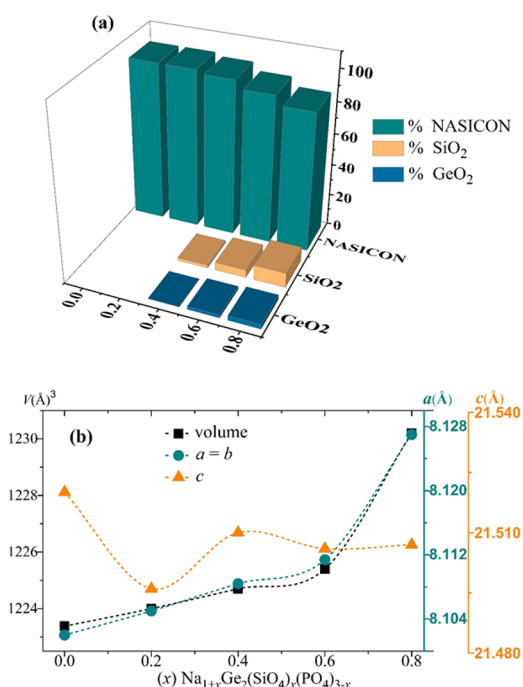 (a)
100
80
60
40
20
0
% NASICON
% SiO₂
% GeO₂
NASICON
SiO2
GeO2
0.0
0.2
0.4
0.6
0.8
V(Å)³
a(Å)
c(Å)
(b)
volume
a = b
c
1230
1228
1226
1224
8.128
8.120
8.112
8.104
21.540
21.510
21.480
0.0
0.2
0.4
0.6
0.8
(x) Na₁₊ₓGe₂(SiO₄)ₓ(PO₄)₃₋ₓ